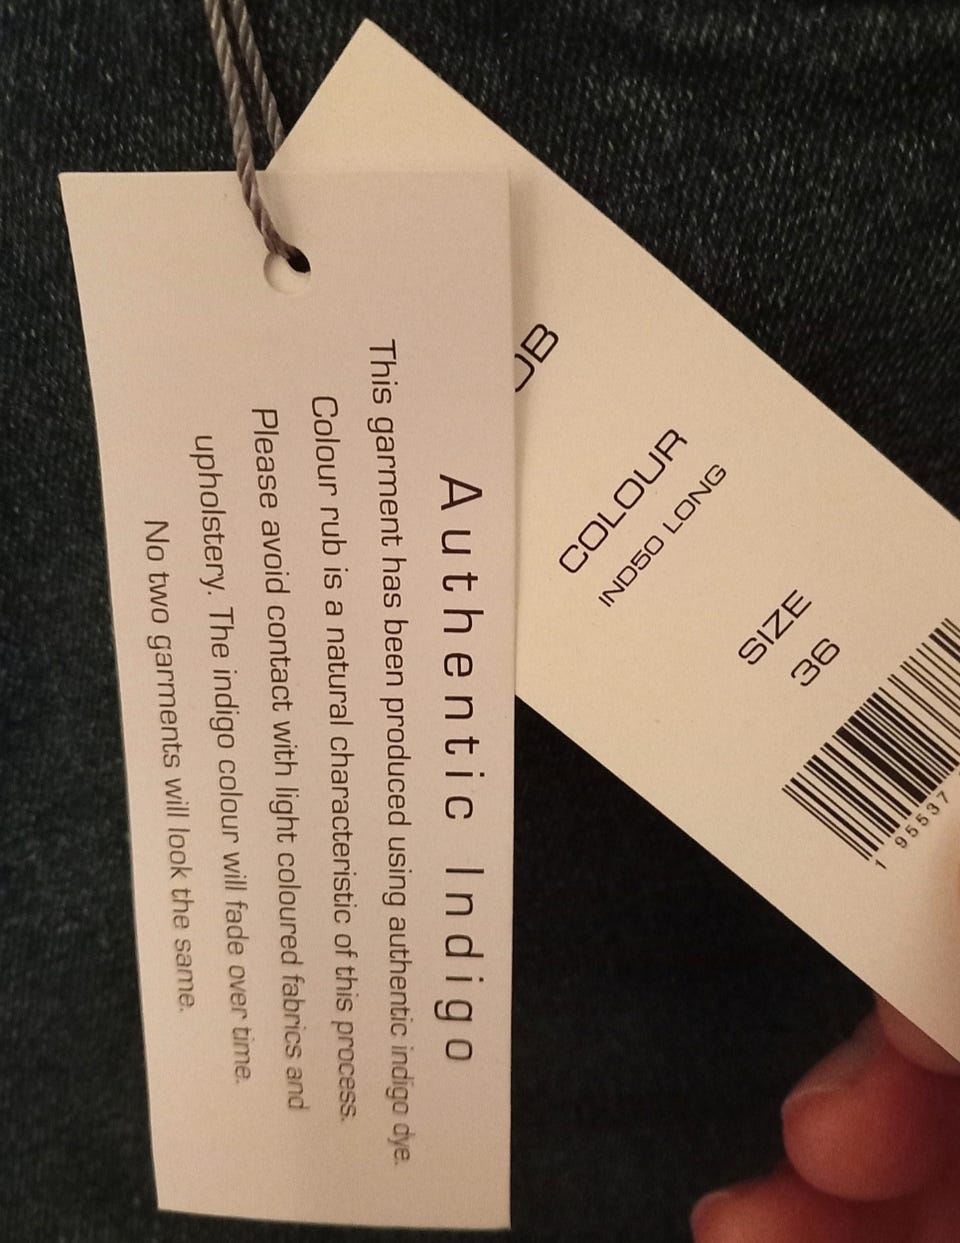 Authentic Indigo
This garment has been produced using authentic indigo dye.
Colour rub is a natural characteristic of this process.
Please avoid contact with light coloured fabrics and
upholstery. The indigo colour will fade over time.
No two garments will look the same.
COLOUR
IND50 LONG
SIZE
36
1 95537